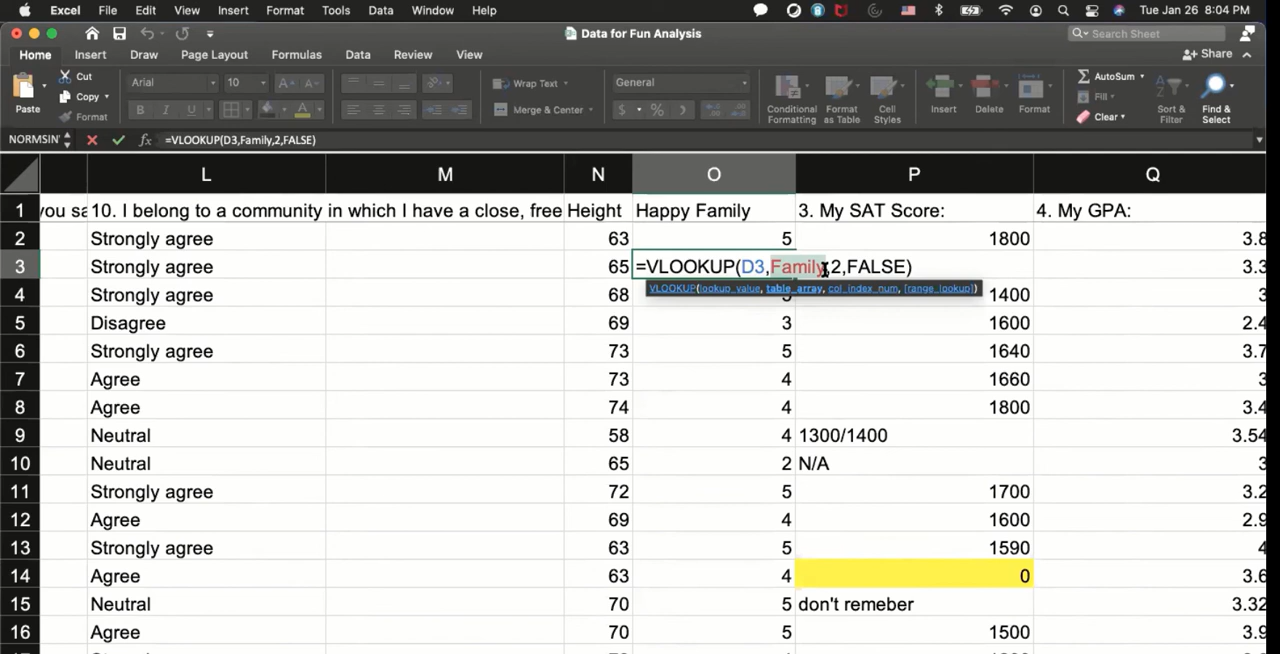 Excel File Edit View Insert Format Tools Data Window Help Tue Jan 26 8:04 PM
Data for Fun Analysis Search Sheet
Home Insert Draw Page Layout Formulas Data Review View Share
Paste Cut Copy Format
Arial 10 A A
B I U A
Wrap Text
Merge & Center
General
$ %
Conditional Formatting
Format as Table
Cell Styles
Insert Delete Format
AutoSum
Fill
Clear
Sort & Filter
Find & Select
NORMSIN fx =VLOOKUP(D3,Family,2,FALSE)
L M N O P Q
1 you sa 10. I belong to a community in which I have a close, free Height Happy Family 3. My SAT Score: 4. My GPA:
2 Strongly agree 63 5 1800 3.8
3 Strongly agree 65 =VLOOKUP(D3,Family,2,FALSE) 3.3
VLOOKUP(lookup_value, table_array, col_index_num, [range_lookup])
4 Strongly agree 68 1400 3
5 Disagree 69 3 1600 2.4
6 Strongly agree 73 5 1640 3.7
7 Agree 73 4 1660 3
8 Agree 74 4 1800 3.4
9 Neutral 58 4 1300/1400 3.54
10 Neutral 65 2 N/A 3
11 Strongly agree 72 5 1700 3.2
12 Agree 69 4 1600 2.9
13 Strongly agree 63 5 1590 4
14 Agree 63 4 0 3.6
15 Neutral 70 5 don't remeber 3.32
16 Agree 70 5 1500 3.9